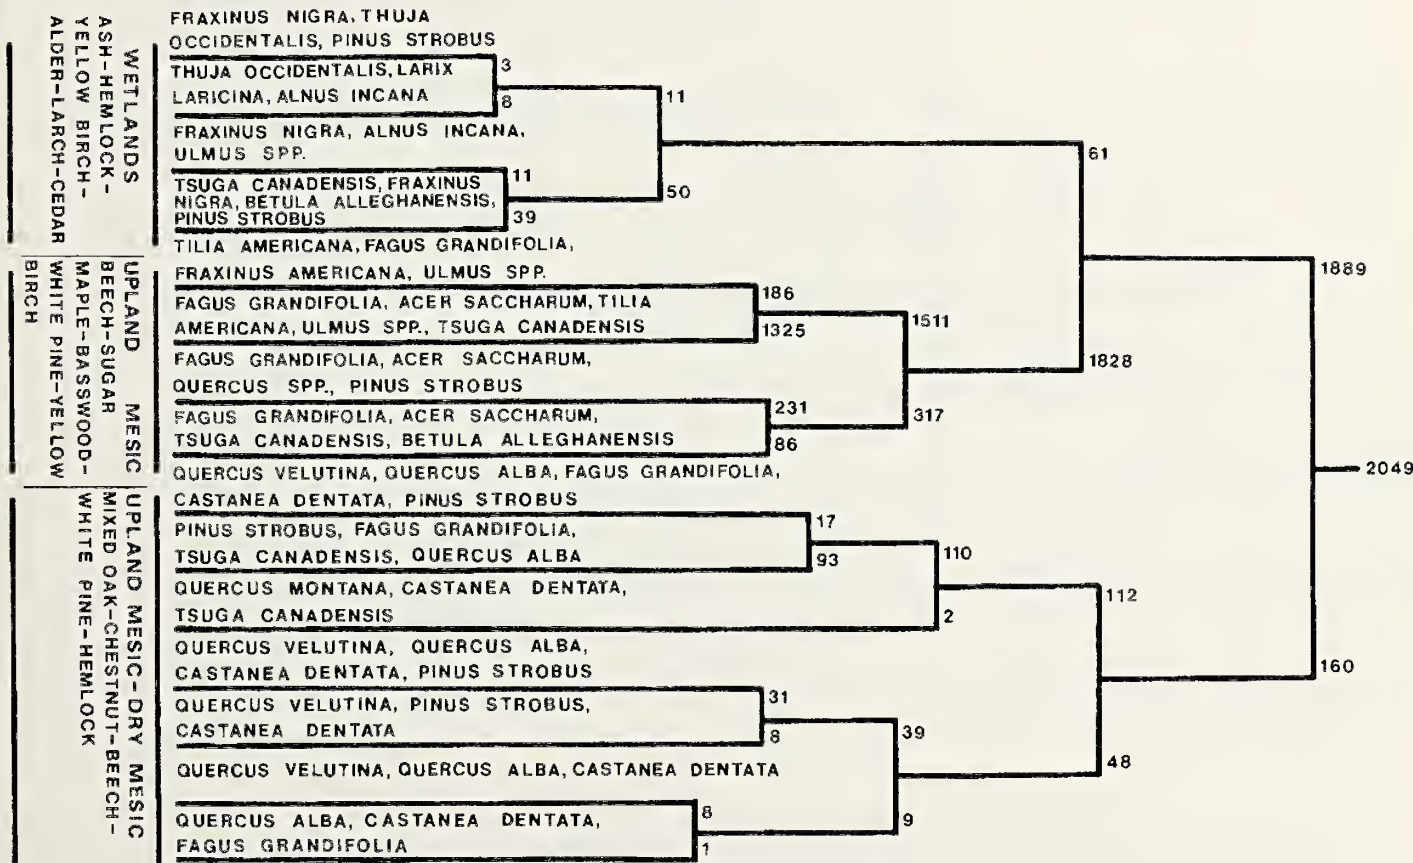 WETLANDS
ASH-HEMLOCK-
YELLOW BIRCH-
ALDER-LARCH-CEDAR
UPLAND MESIC
BEECH-SUGAR
MAPLE-BASSWOOD-
WHITE PINE-YELLOW
BIRCH
UPLAND MESIC-DRY MESIC
MIXED OAK-CHESTNUT-BEECH-
WHITE PINE-HEMLOCK
FRAXINUS NIGRA, THUJA
OCCIDENTALIS, PINUS STROBUS
3
THUJA OCCIDENTALIS, LARIX
LARICINA, ALNUS INCANA
8
11
FRAXINUS NIGRA, ALNUS INCANA,
ULMUS SPP.
11
TSUGA CANADENSIS, FRAXINUS
NIGRA, BETULA ALLEGHANENSIS,
PINUS STROBUS
39
50
61
TILIA AMERICANA, FAGUS GRANDIFOLIA,
FRAXINUS AMERICANA, ULMUS SPP.
186
FAGUS GRANDIFOLIA, ACER SACCHARUM, TILIA
AMERICANA, ULMUS SPP., TSUGA CANADENSIS
1325
1511
FAGUS GRANDIFOLIA, ACER SACCHARUM,
QUERCUS SPP., PINUS STROBUS
231
FAGUS GRANDIFOLIA, ACER SACCHARUM,
TSUGA CANADENSIS, BETULA ALLEGHANENSIS
86
317
1828
1889
QUERCUS VELUTINA, QUERCUS ALBA, FAGUS GRANDIFOLIA,
CASTANEA DENTATA, PINUS STROBUS
17
PINUS STROBUS, FAGUS GRANDIFOLIA,
TSUGA CANADENSIS, QUERCUS ALBA
93
110
QUERCUS MONTANA, CASTANEA DENTATA,
TSUGA CANADENSIS
2
112
QUERCUS VELUTINA, QUERCUS ALBA,
CASTANEA DENTATA, PINUS STROBUS
31
QUERCUS VELUTINA, PINUS STROBUS,
CASTANEA DENTATA
8
39
QUERCUS VELUTINA, QUERCUS ALBA, CASTANEA DENTATA
8
QUERCUS ALBA, CASTANEA DENTATA,
FAGUS GRANDIFOLIA
1
9
48
160
2049